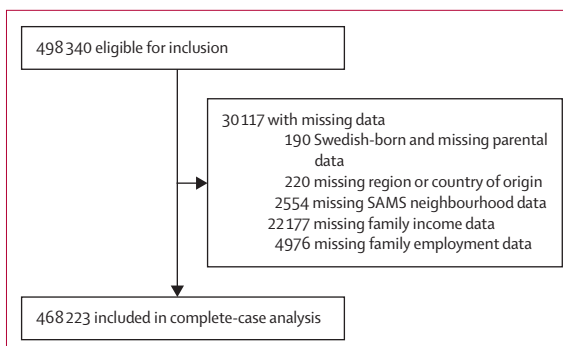 498 340 eligible for inclusion
30 117 with missing data
190 Swedish-born and missing parental
data
220 missing region or country of origin
2554 missing SAMS neighbourhood data
22 177 missing family income data
4976 missing family employment data
468 223 included in complete-case analysis